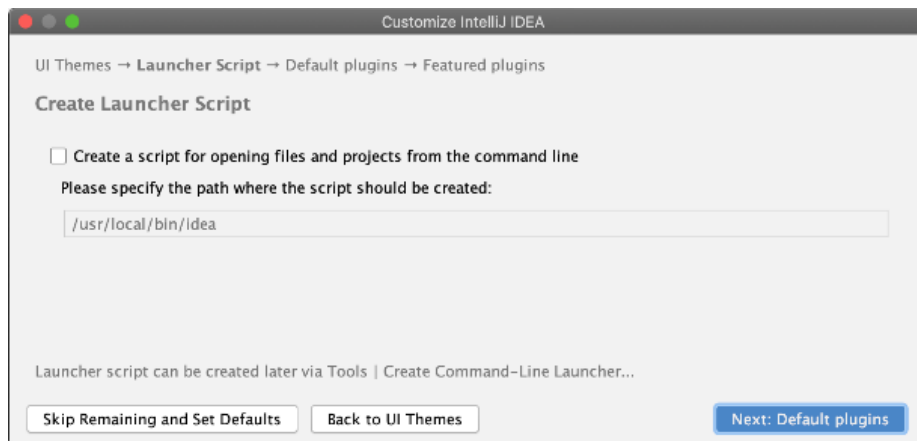 Customize IntelliJ IDEA
UI Themes → Launcher Script → Default plugins → Featured plugins
Create Launcher Script
Create a script for opening files and projects from the command line
Please specify the path where the script should be created:
/usr/local/bin/idea
Launcher script can be created later via Tools | Create Command-Line Launcher...
Skip Remaining and Set Defaults Back to UI Themes Next: Default plugins